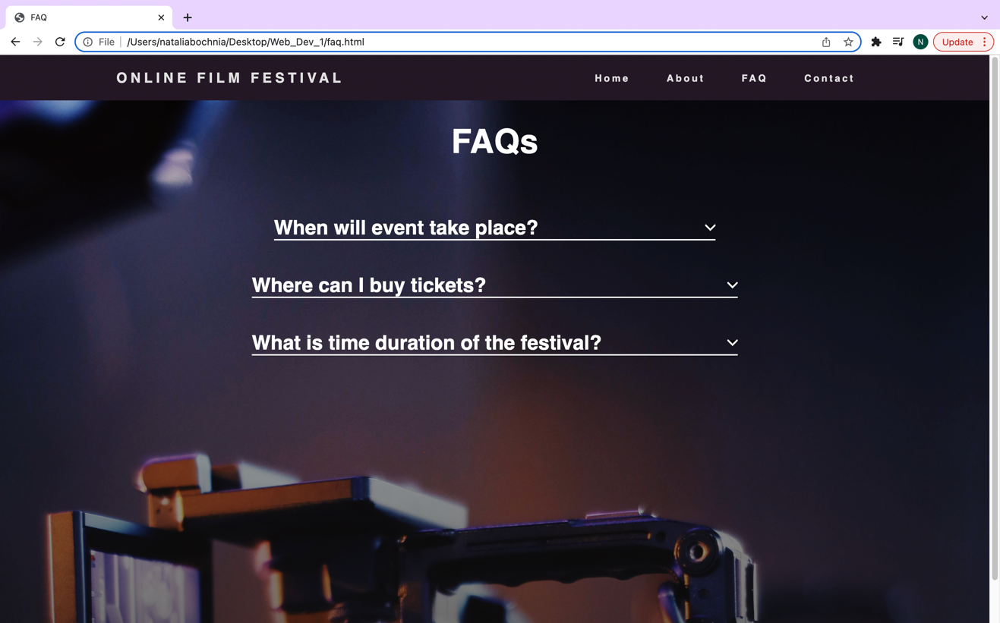 FAQ
File /Users/nataliabochnia/Desktop/Web_Dev_1/faq.html N Update
ONLINE FILM FESTIVAL Home About FAQ Contact
FAQs
When will event take place?
Where can I buy tickets?
What is time duration of the festival?